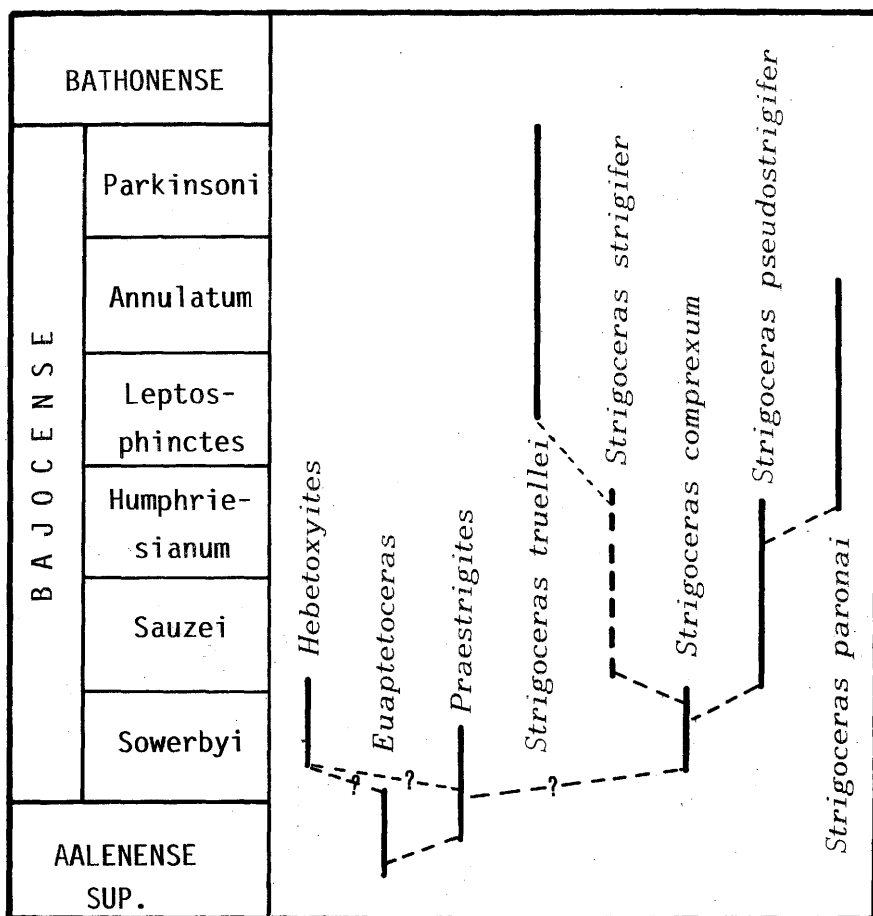 BATHONENSE
BAJOCENSE
Parkinsoni
Annulatum
Leptos-
phinctes
Humphrie-
sianum
Sauzei
Sowerbyi
AALENENSE
SUP.
Hebetoxyites
Euaptetoceras
Praestrigites
Strigoceras truellei
Strigoceras strigifer
Strigoceras comprexum
Strigoceras pseudostrigifer
Strigoceras paronai
?
?
?